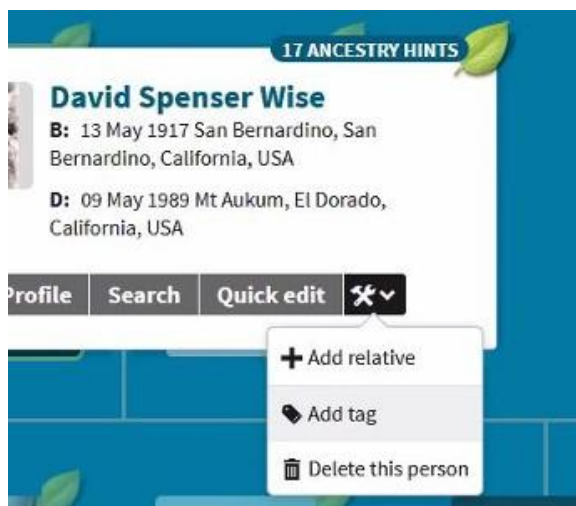 17 ANCESTRY HINTS
David Spenser Wise
B: 13 May 1917 San Bernardino, San
Bernardino, California, USA
D: 09 May 1989 Mt Aukum, El Dorado,
California, USA
Profile Search Quick edit
Add relative
Add tag
Delete this person